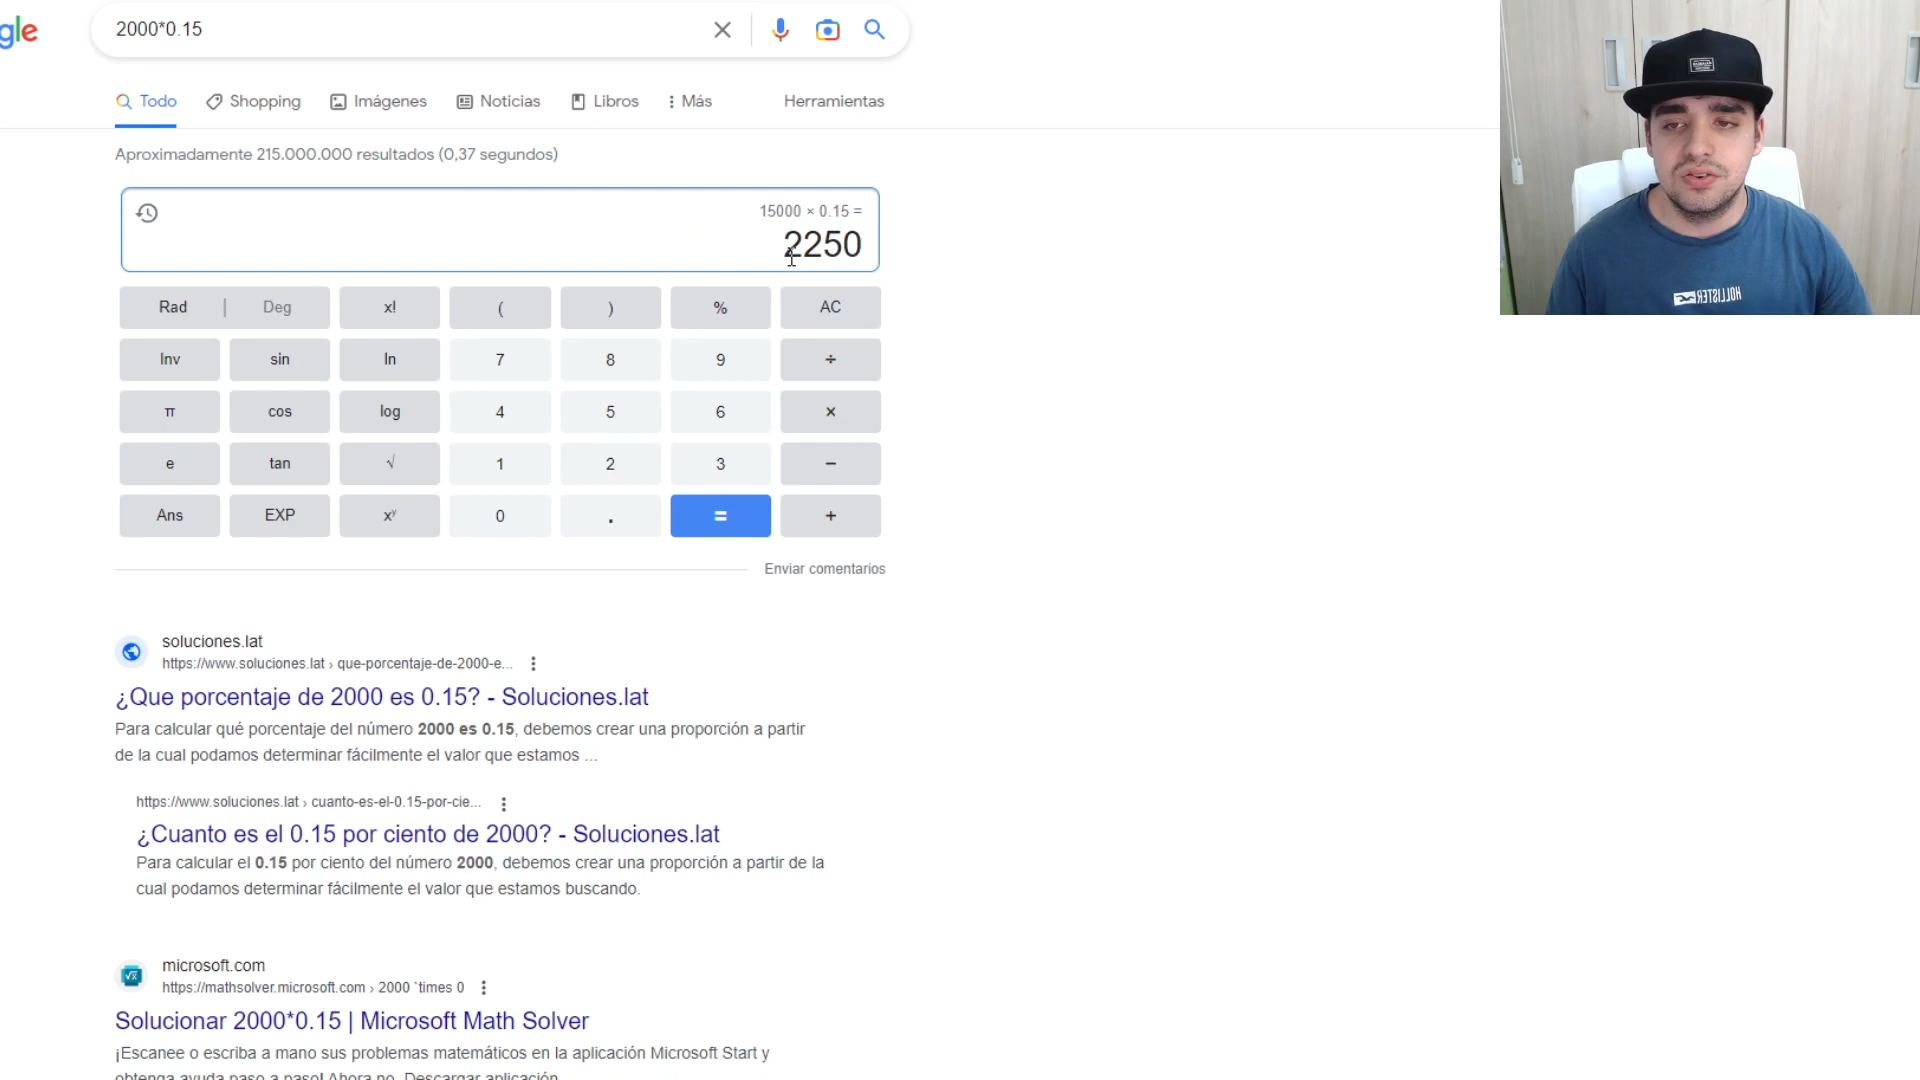 gle
2000*0.15
Todo Shopping Imágenes Noticias Libros Más Herramientas
Aproximadamente 215.000.000 resultados (0,37 segundos)
15000 × 0.15 =
2250
Rad | Deg x! ( ) % AC
Inv sin ln 7 8 9 ÷
π cos log 4 5 6 ×
e tan √ 1 2 3 −
Ans EXP xʸ 0 . = +
Enviar comentarios
soluciones.lat
https://www.soluciones.lat › que-porcentaje-de-2000-e...
¿Que porcentaje de 2000 es 0.15? - Soluciones.lat
Para calcular qué porcentaje del número 2000 es 0.15, debemos crear una proporción a partir
de la cual podamos determinar fácilmente el valor que estamos ...
https://www.soluciones.lat › cuanto-es-el-0.15-por-cie...
¿Cuanto es el 0.15 por ciento de 2000? - Soluciones.lat
Para calcular el 0.15 por ciento del número 2000, debemos crear una proporción a partir de la
cual podamos determinar fácilmente el valor que estamos buscando.
microsoft.com
https://mathsolver.microsoft.com › 2000 `times 0
Solucionar 2000*0.15 | Microsoft Math Solver
¡Escanee o escriba a mano sus problemas matemáticos en la aplicación Microsoft Start y
obtenga ayuda paso a paso! Ahora no. Descargar aplicación
HOLLISTER